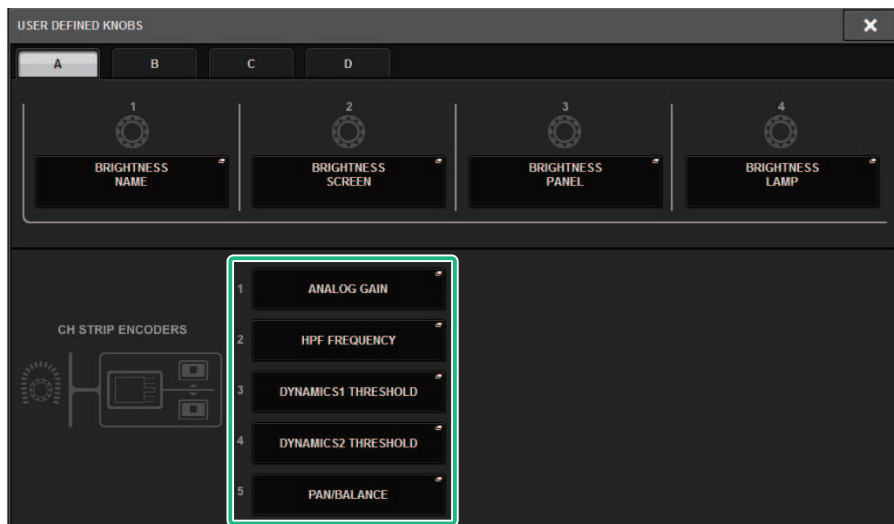 USER DEFINED KNOBS
A B C D
1 2 3 4
BRIGHTNESS BRIGHTNESS BRIGHTNESS BRIGHTNESS
NAME SCREEN PANEL LAMP
1 ANALOG GAIN
CH STRIP ENCODERS
2 HPF FREQUENCY
3 DYNAMICS1 THRESHOLD
4 DYNAMICS2 THRESHOLD
5 PAN/BALANCE